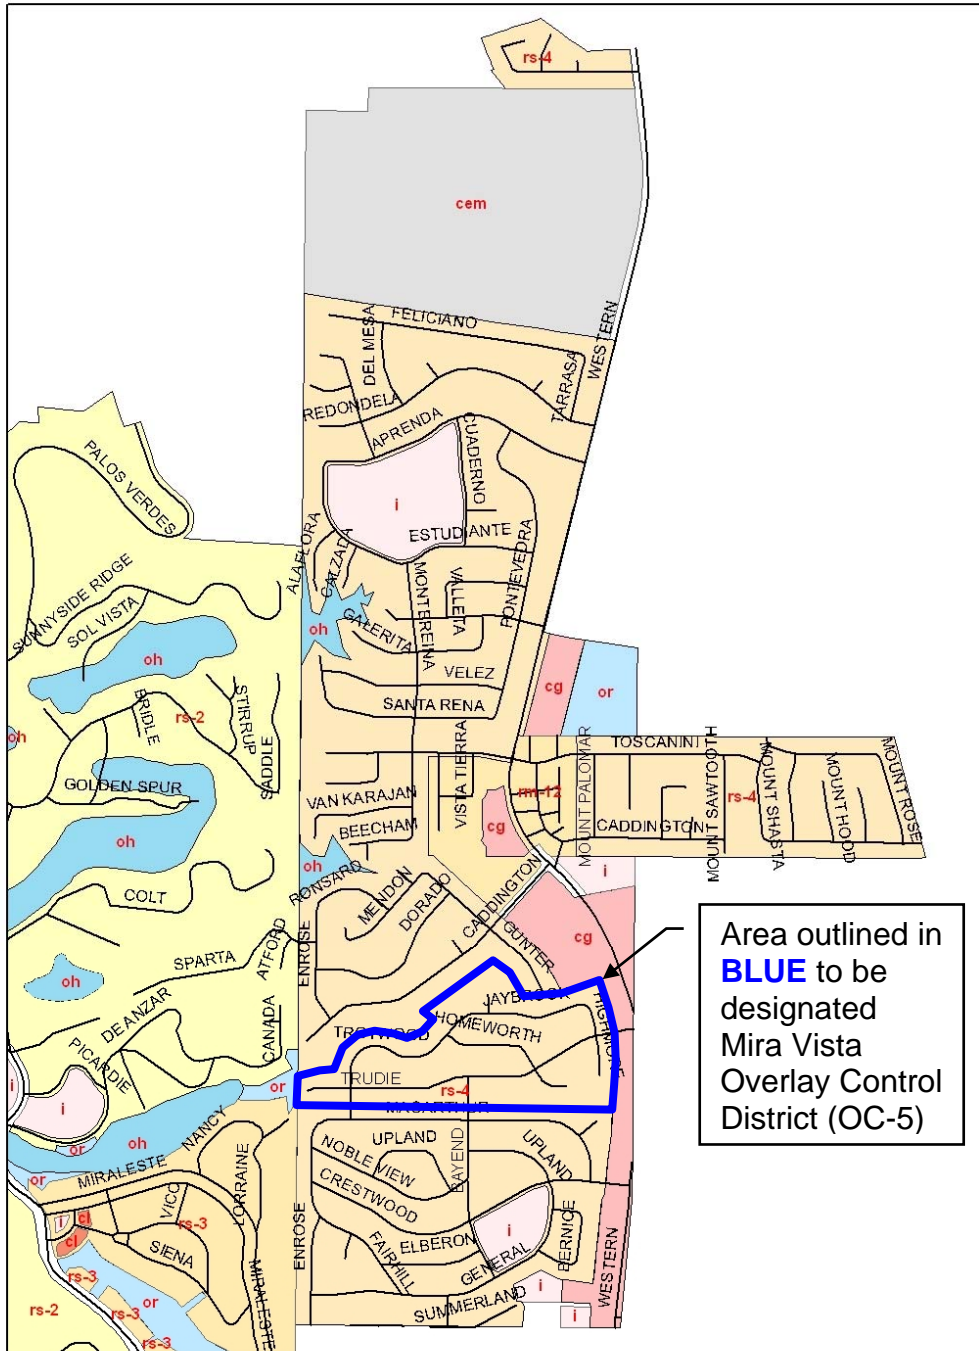 rs-4
cem
FELICIANO
DEL MESA
WESTERN
TARRASA
REDONDELA
APRENDA
CUADERNO
PALOS VERDES
i
ESTUDIANTE
ALAFLORA
CALZADA
PONTEVEDRA
MONTEREINA
VALLETA
SUNNYSIDE RIDGE
SOL VISTA
oh
GALERITA
oh
VELEZ
cg
or
SANTA RENA
BRIDLE
rs-2
STIRRUP
SADDLE
oh
VISTA TIERRA
TOSCANINI
MOUNT PALOMAR
MOUNT SAWTOOTH
MOUNT SHASTA
MOUNT HOOD
MOUNT ROSE
GOLDEN SPUR
VAN KARAJAN
rm-12
rs-4
BEECHAM
cg
CADDINGTON
oh
oh
RONSARD
i
COLT
MENDON
DORADO
CADDINGTON
ATFORD
ENROSE
GUNTER
cg
Area outlined in
BLUE to be
designated
Mira Vista
Overlay Control
District (OC-5)
SPARTA
oh
DEANZAR
CANADA
JAYBROOK
HIGHMORE
TROTWOOD
HOMEWORTH
PICARDIE
TRUDIE
i
i
or
rs-4
MACARTHUR
NANCY
oh
or
UPLAND
UPLAND
NOBLE VIEW
BAYEND
MIRALESTE
or
LORRAINE
CRESTWOOD
VICO
rs-3
i
cl
cl
SIENA
ENROSE
ELBERON
i
BERNICE
FAIRHILL
GENERAL
WESTERN
rs-3
or
MIRALESTE
SUMMERLAND
i
i
rs-2
rs-3
rs-3